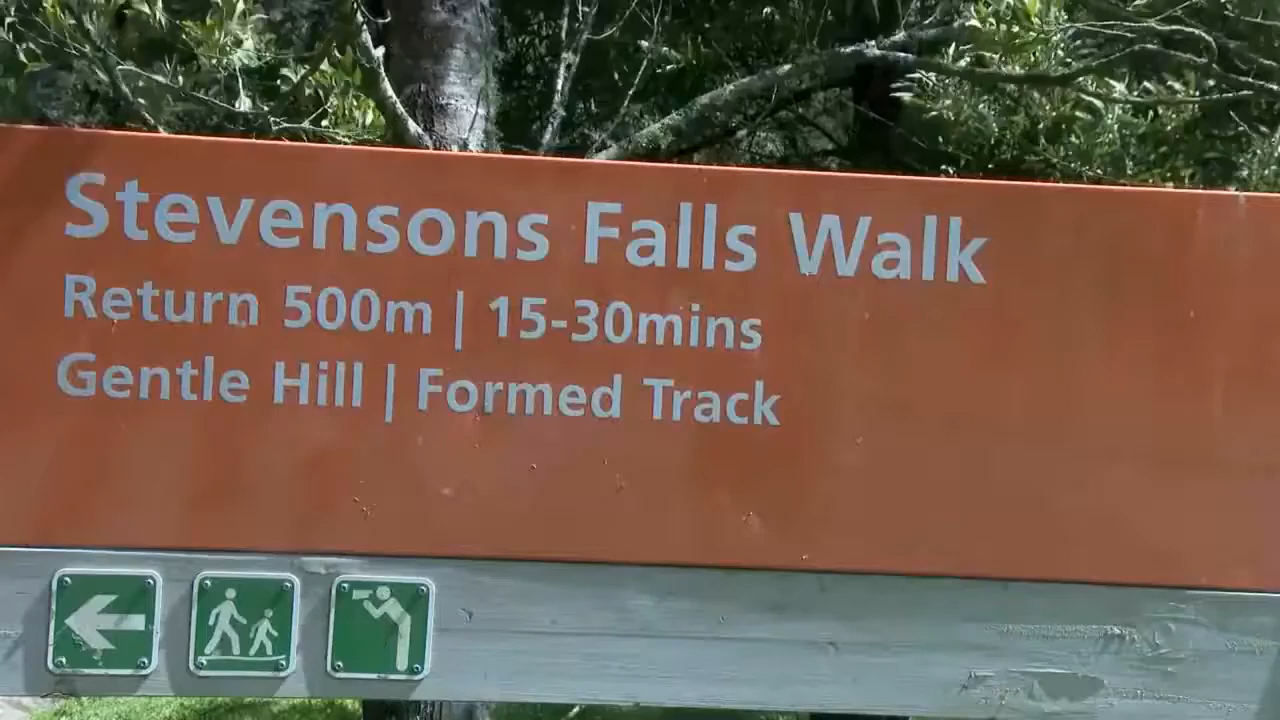 Stevensons Falls Walk
Return 500m | 15-30mins
Gentle Hill | Formed Track